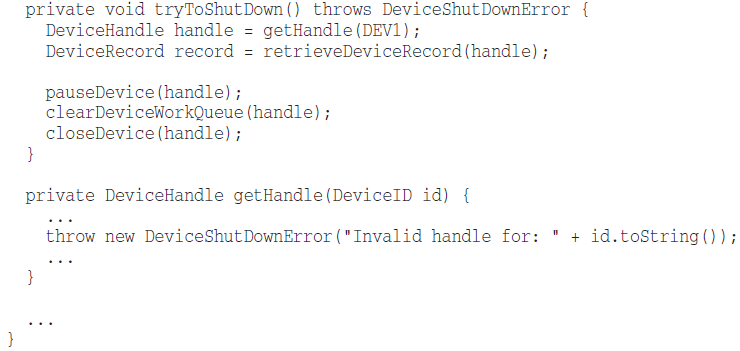 private void tryToShutDown() throws DeviceShutDownError {
DeviceHandle handle = getHandle(DEV1);
DeviceRecord record = retrieveDeviceRecord(handle);
pauseDevice(handle);
clearDeviceWorkQueue(handle);
closeDevice(handle);
}
private DeviceHandle getHandle(DeviceID id) {
...
throw new DeviceShutDownError("Invalid handle for: " + id.toString());
...
}
...
}